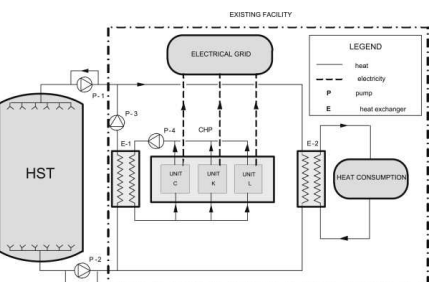 EXISTING FACILITY
ELECTRICAL GRID
LEGEND
heat
electricity
P pump
E heat exchanger
P-1
P-3
P-4
CHP
E-1
E-2
HST
UNIT
C
UNIT
K
UNIT
L
HEAT CONSUMPTION
P-2